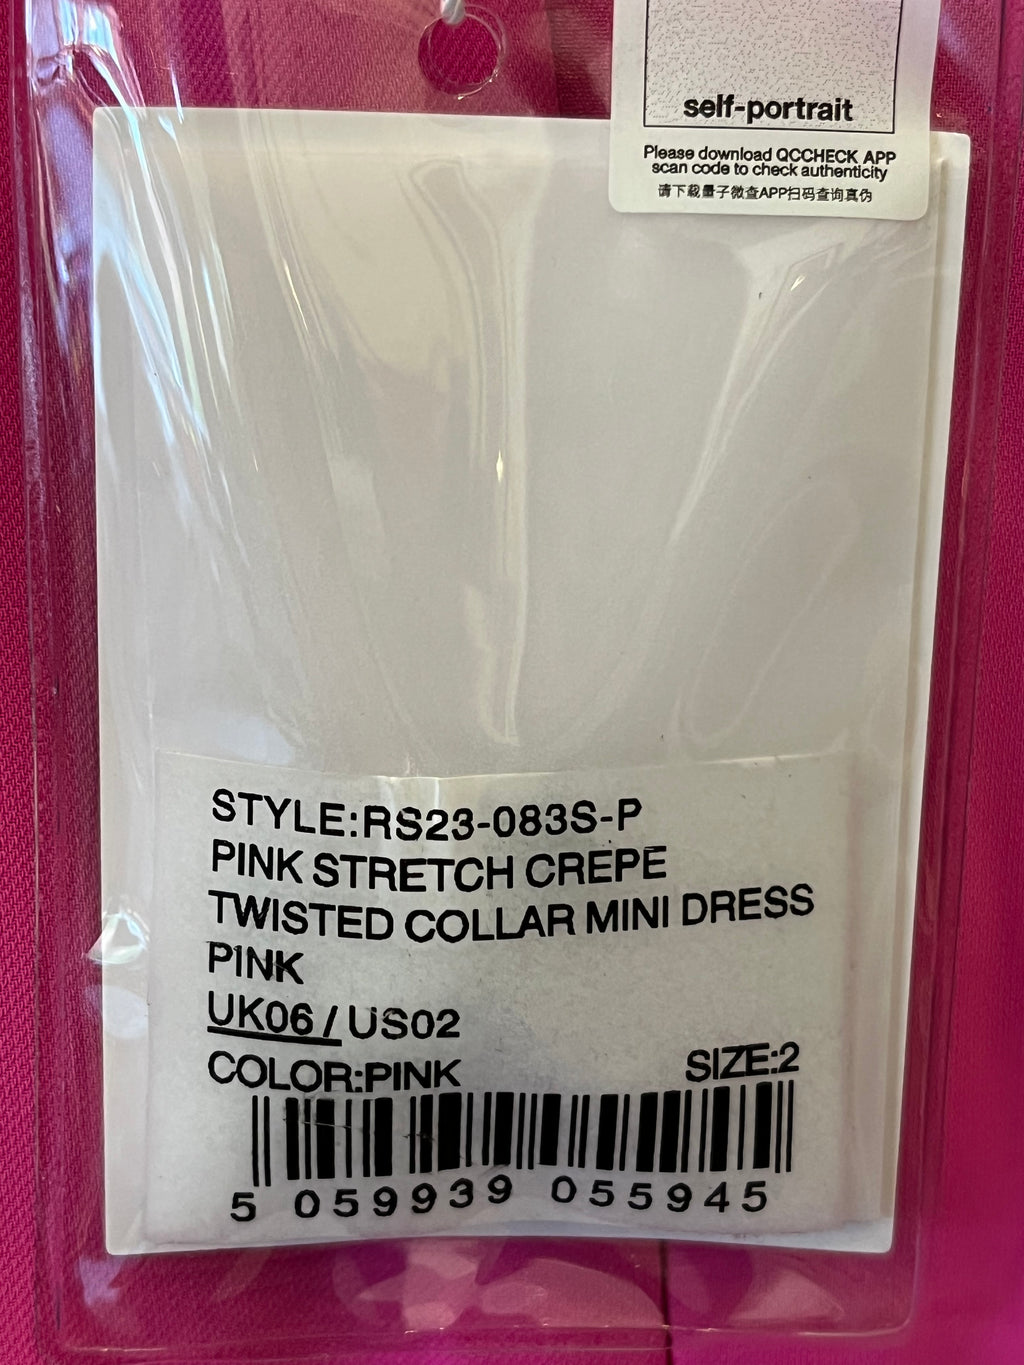 self-portrait
Please download QCCHECK APP
scan code to check authenticity
请下载量子微查APP扫码查询真伪
STYLE:RS23-083S-P
PINK STRETCH CREPE
TWISTED COLLAR MINI DRESS
PINK
UK06 / US02
COLOR:PINK SIZE:2
5 059939 055945